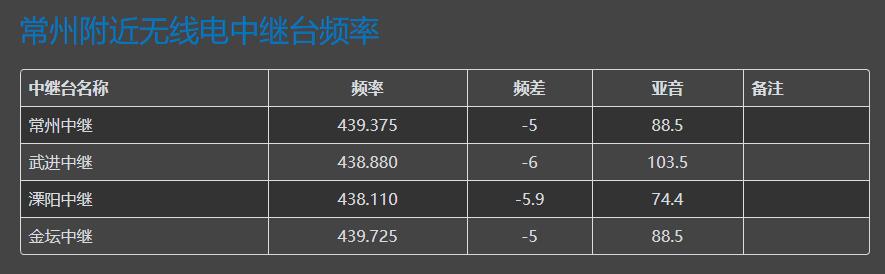 常州附近无线电中继台频率
中继台名称 频率 频差 亚音 备注
常州中继 439.375 -5 88.5
武进中继 438.880 -6 103.5
溧阳中继 438.110 -5.9 74.4
金坛中继 439.725 -5 88.5